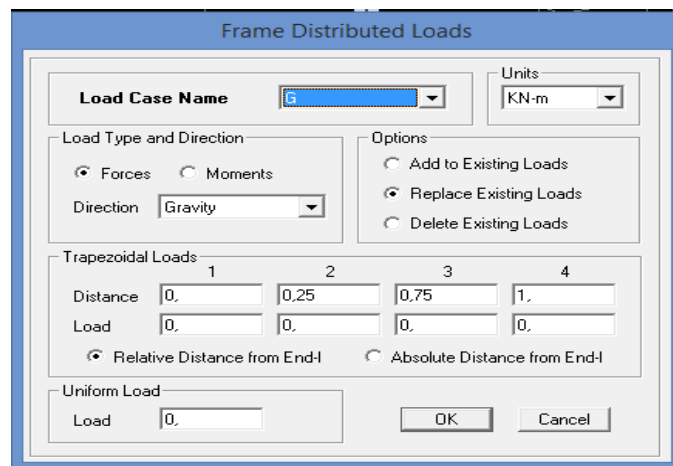 Frame Distributed Loads
Units
Load Case Name G KN-m
Load Type and Direction Options
Forces Moments Add to Existing Loads
Replace Existing Loads
Direction Gravity
Delete Existing Loads
Trapezoidal Loads
1 2 3 4
Distance 0, 0,25 0,75 1,
Load 0, 0, 0, 0,
Relative Distance from End-I Absolute Distance from End-I
Uniform Load
Load 0, OK Cancel